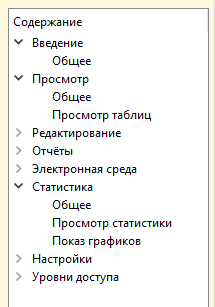 Содержание
Введение
Общее
Просмотр
Общее
Просмотр таблиц
Редактирование
Отчёты
Электронная среда
Статистика
Общее
Просмотр статистики
Показ графиков
Настройки
Уровни доступа